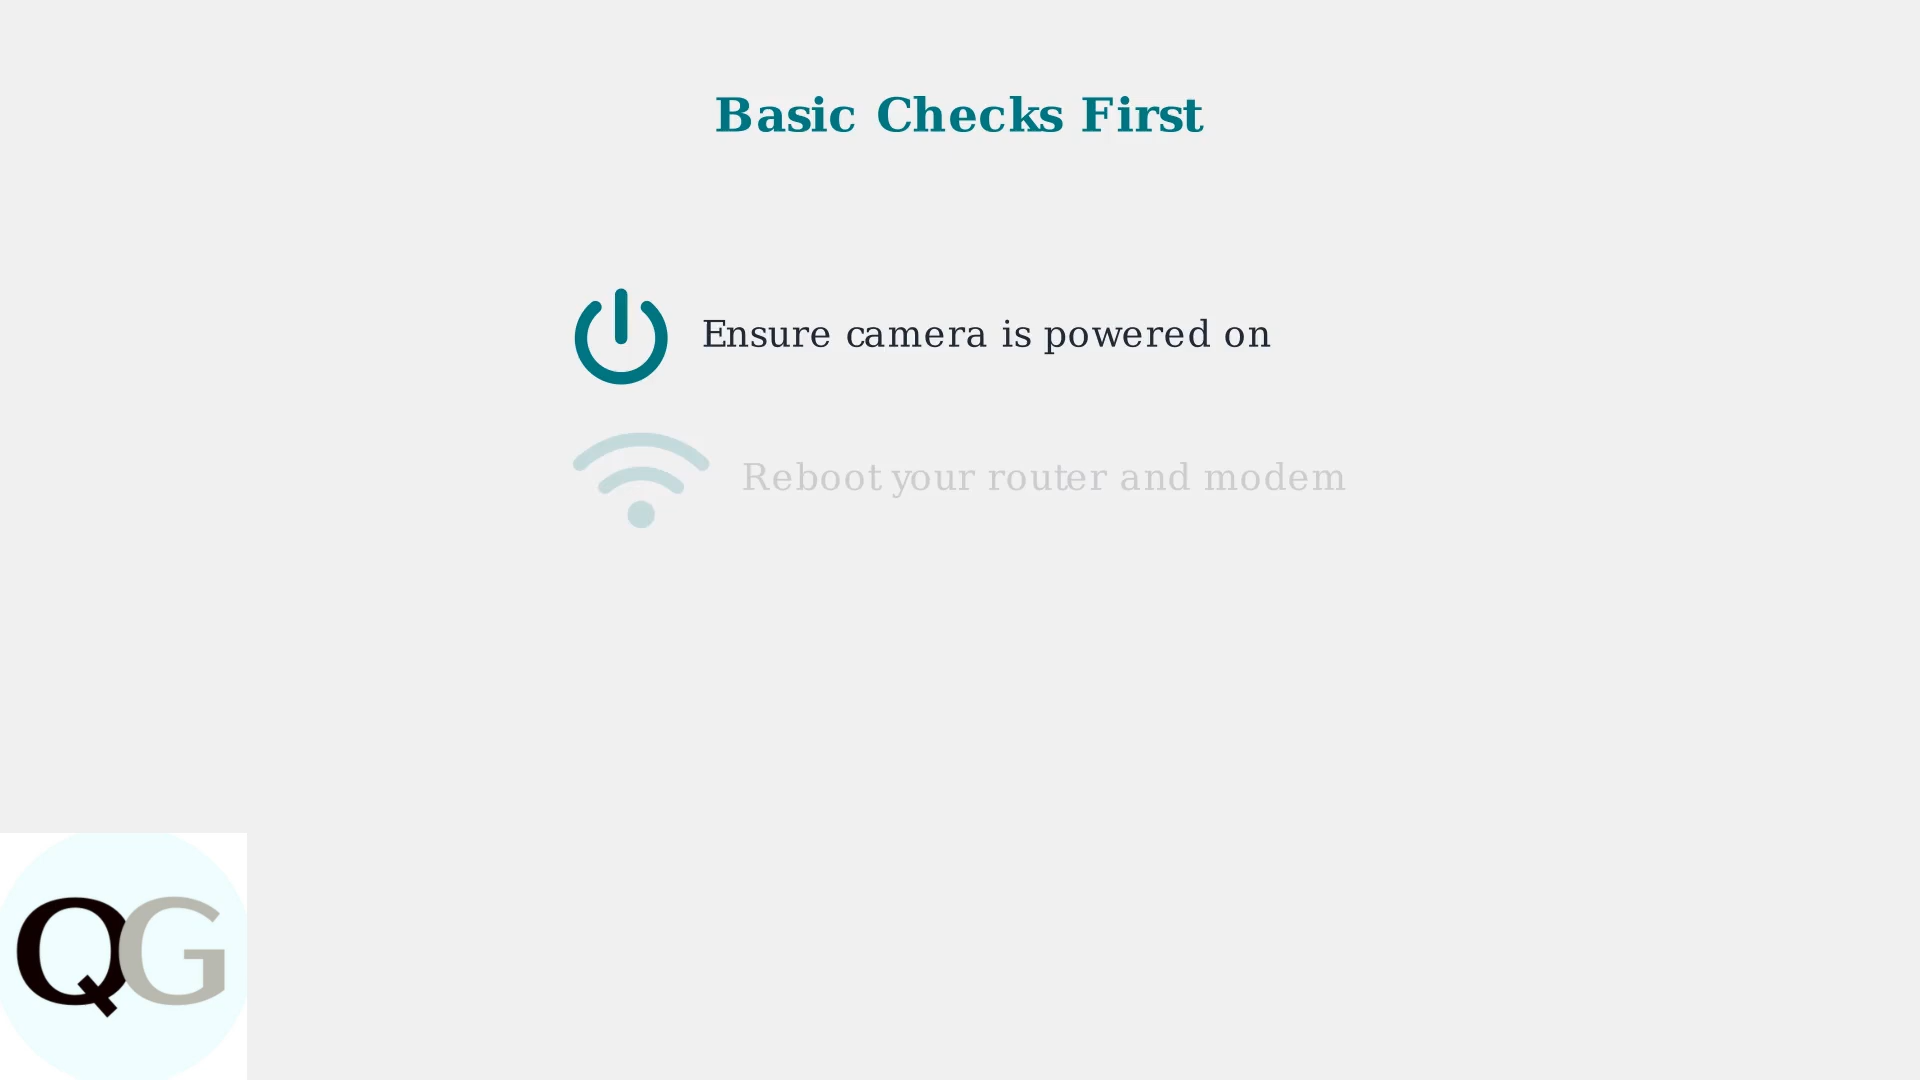 Basic Checks First
Ensure camera is powered on
Reboot your router and modem
QG